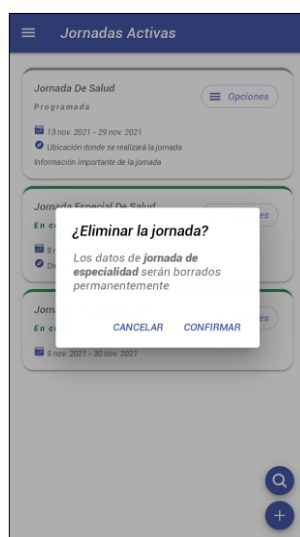 Jornadas Activas
Jornada De Salud
Programada
Opciones
13 nov. 2021 - 29 nov. 2021
Ubicación donde se realizará la jornada
Información importante de la jornada
Jornada Especial De Salud
¿Eliminar la jornada?
Los datos de jornada de
especialidad serán borrados
permanentemente
CANCELAR CONFIRMAR
9 nov. 2021 - 30 nov. 2021